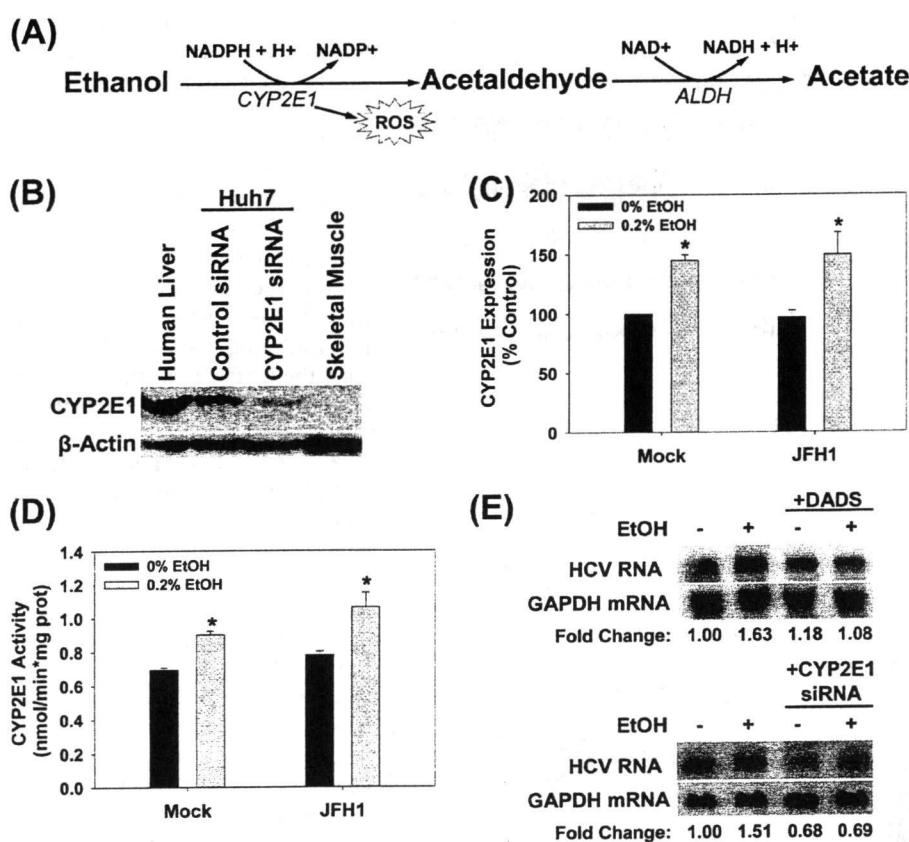 (A)
NADPH + H+ NADP+ NAD+ NADH + H+
Ethanol Acetaldehyde Acetate
CYP2E1 ALDH
ROS
(B)
Huh7
Human Liver
Control siRNA
CYP2E1 siRNA
Skeletal Muscle
CYP2E1
β-Actin
(C)
CYP2E1 Expression
(% Control)
200
150
100
50
0
0% EtOH
0.2% EtOH
* *
Mock JFH1
(D)
CYP2E1 Activity
(nmol/min*mg prot)
1.4
1.2
1.0
0.8
0.6
0.4
0.2
0.0
0% EtOH
0.2% EtOH
* *
Mock JFH1
(E)
+DADS
EtOH - + - +
HCV RNA
GAPDH mRNA
Fold Change: 1.00 1.63 1.18 1.08
+CYP2E1
siRNA
EtOH - + - +
HCV RNA
GAPDH mRNA
Fold Change: 1.00 1.51 0.68 0.69